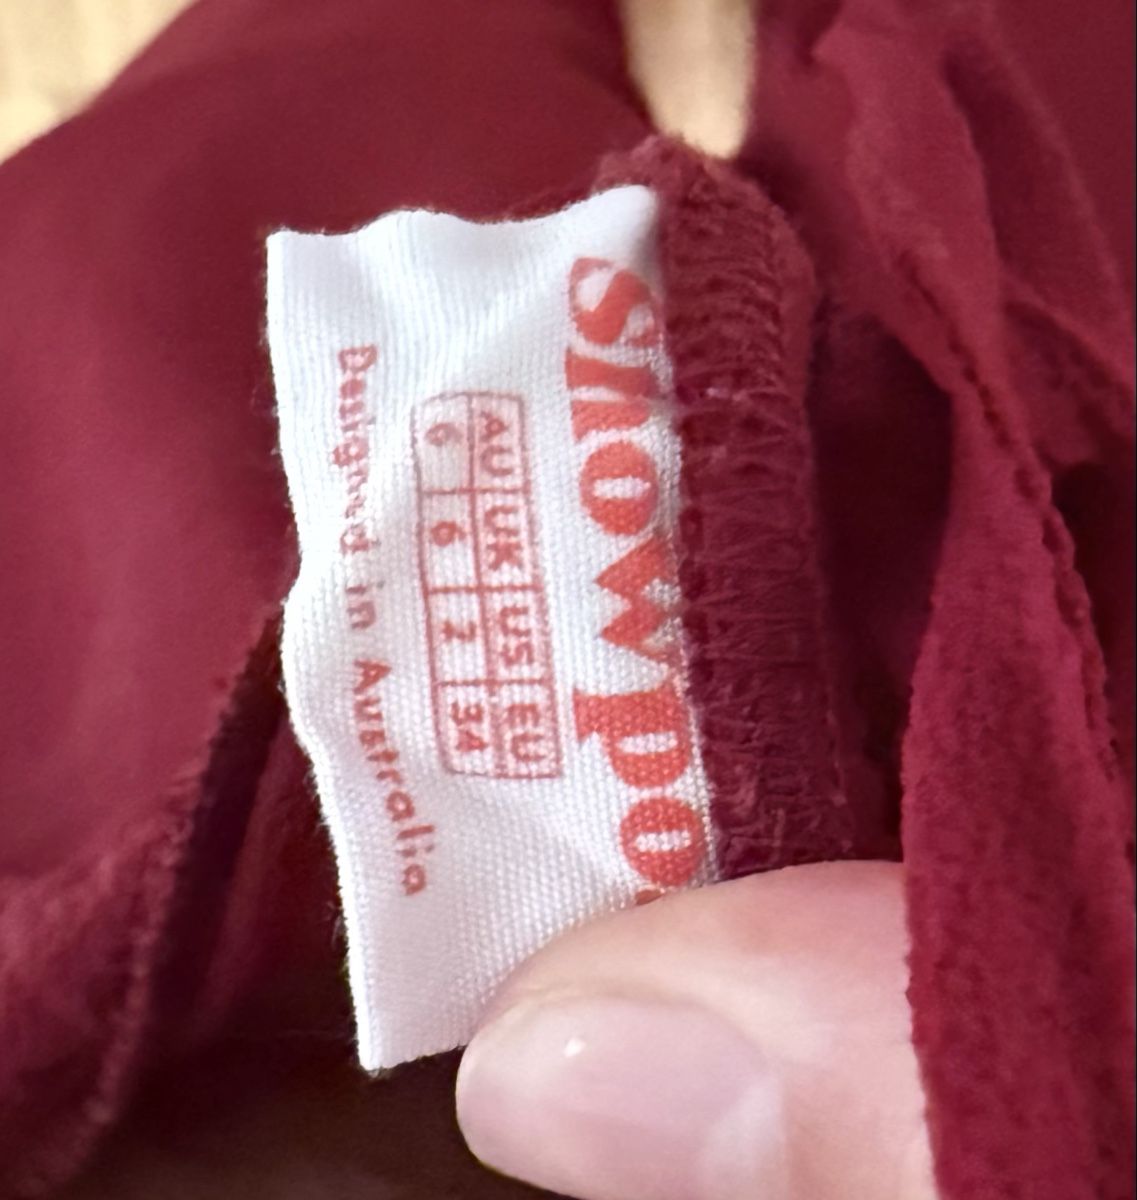 Showpo.
AU UK US EU
6 6 2 34
Designed in Australia